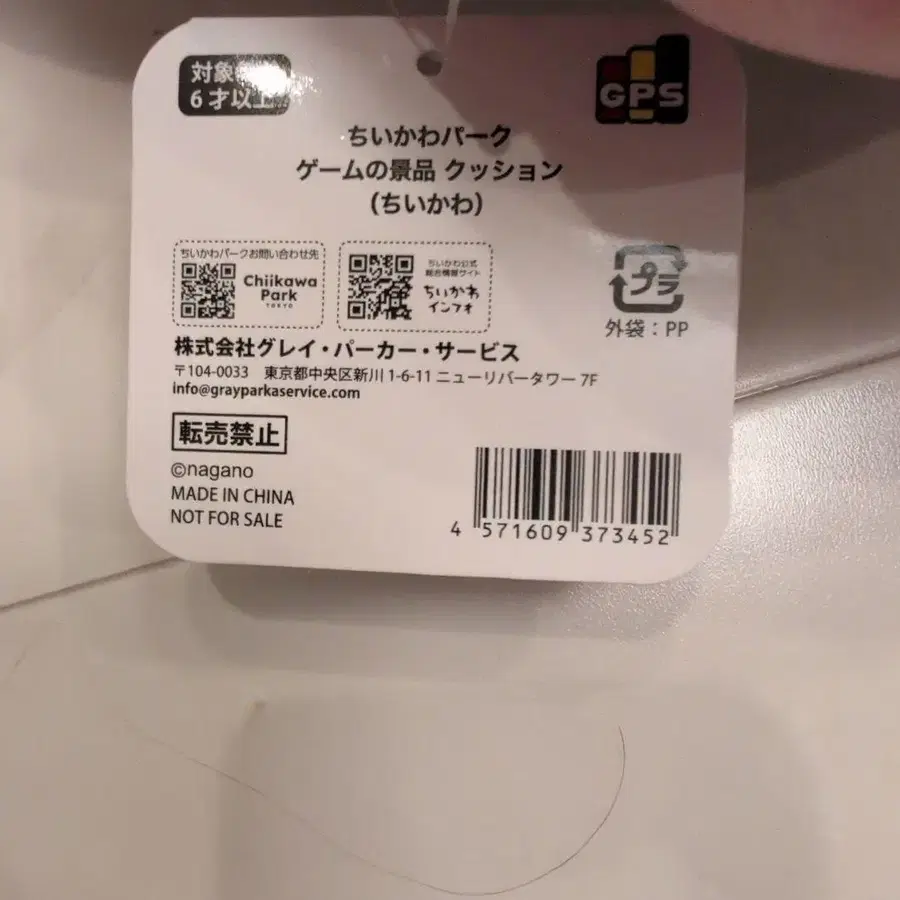 対象
6才以上
GPS
ちいかわパーク
ゲームの景品 クッション
(ちいかわ)
ちいかわパークお問い合わせ先
Chiikawa
Park
TOKYO
ちいかわ公式
総合情報サイト
ちいかわ
インフォ
プラ
外袋:PP
株式会社グレイ・パーカー・サービス
〒104-0033 東京都中央区新川1-6-11 ニューリバータワー 7F
info@grayparkaservice.com
転売禁止
©nagano
MADE IN CHINA
NOT FOR SALE
4 571609 373452